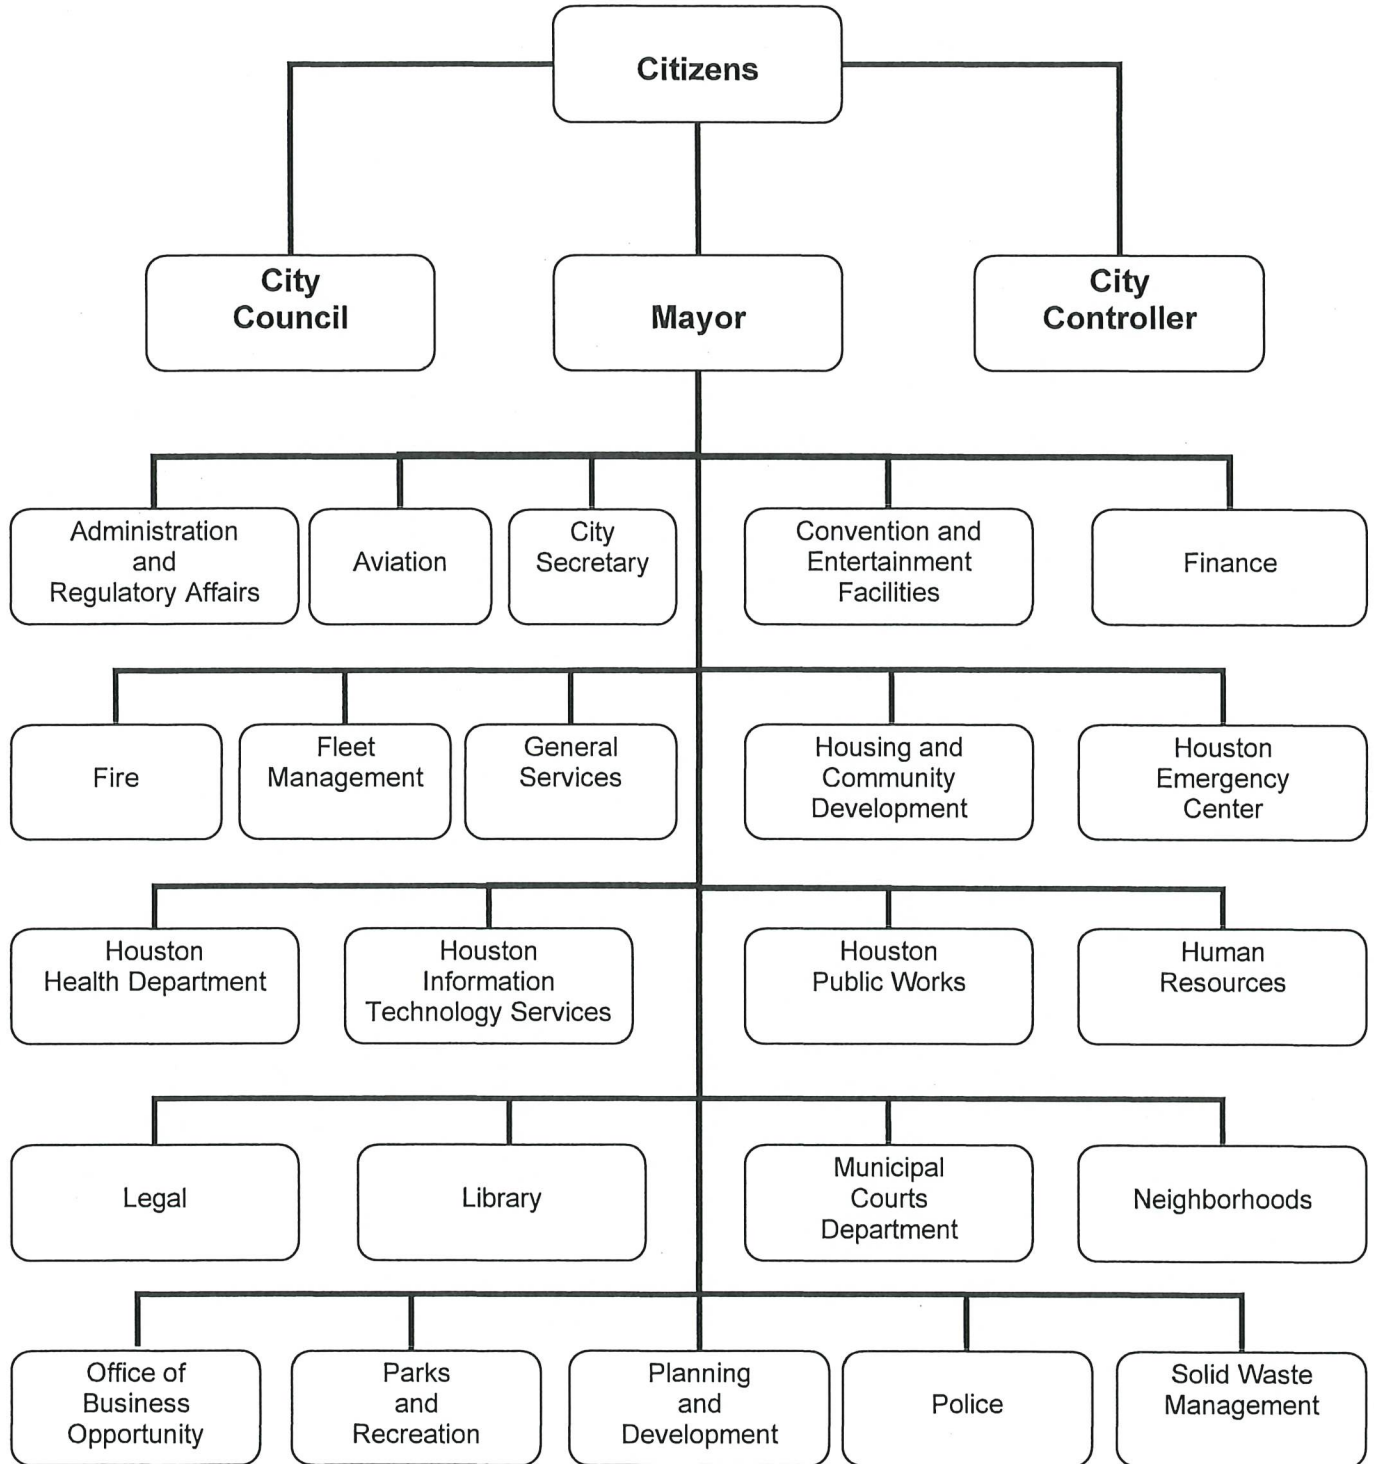 Citizens
City
Council
Mayor
City
Controller
Administration
and
Regulatory Affairs
Aviation
City
Secretary
Convention and
Entertainment
Facilities
Finance
Fire
Fleet
Management
General
Services
Housing and
Community
Development
Houston
Emergency
Center
Houston
Health Department
Houston
Information
Technology Services
Houston
Public Works
Human
Resources
Legal
Library
Municipal
Courts
Department
Neighborhoods
Office of
Business
Opportunity
Parks
and
Recreation
Planning
and
Development
Police
Solid Waste
Management